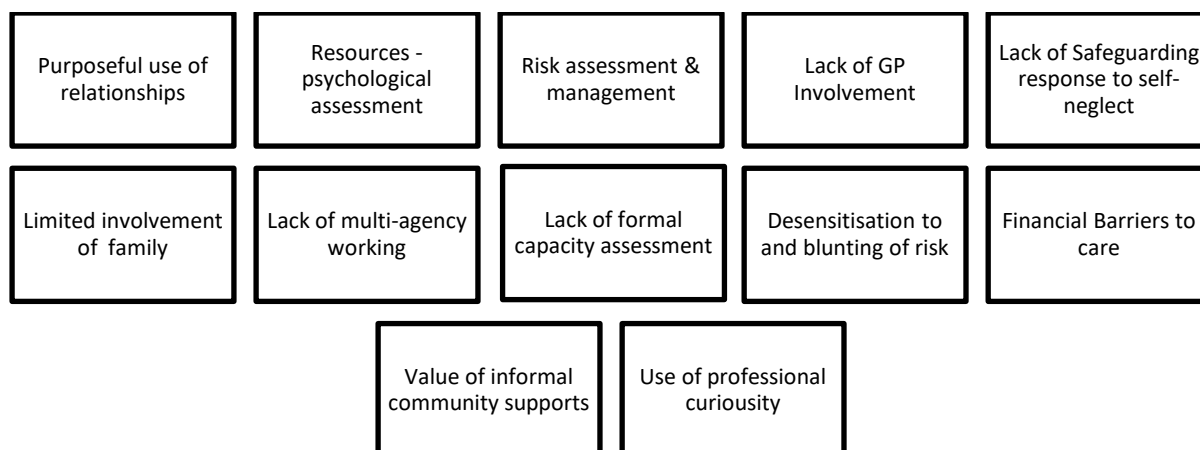 Purposeful use of
relationships
Resources -
psychological
assessment
Risk assessment &
management
Lack of GP
Involvement
Lack of Safeguarding
response to self-
neglect
Limited involvement
of family
Lack of multi-agency
working
Lack of formal
capacity assessment
Desensitisation to
and blunting of risk
Financial Barriers to
care
Value of informal
community supports
Use of professional
curiousity